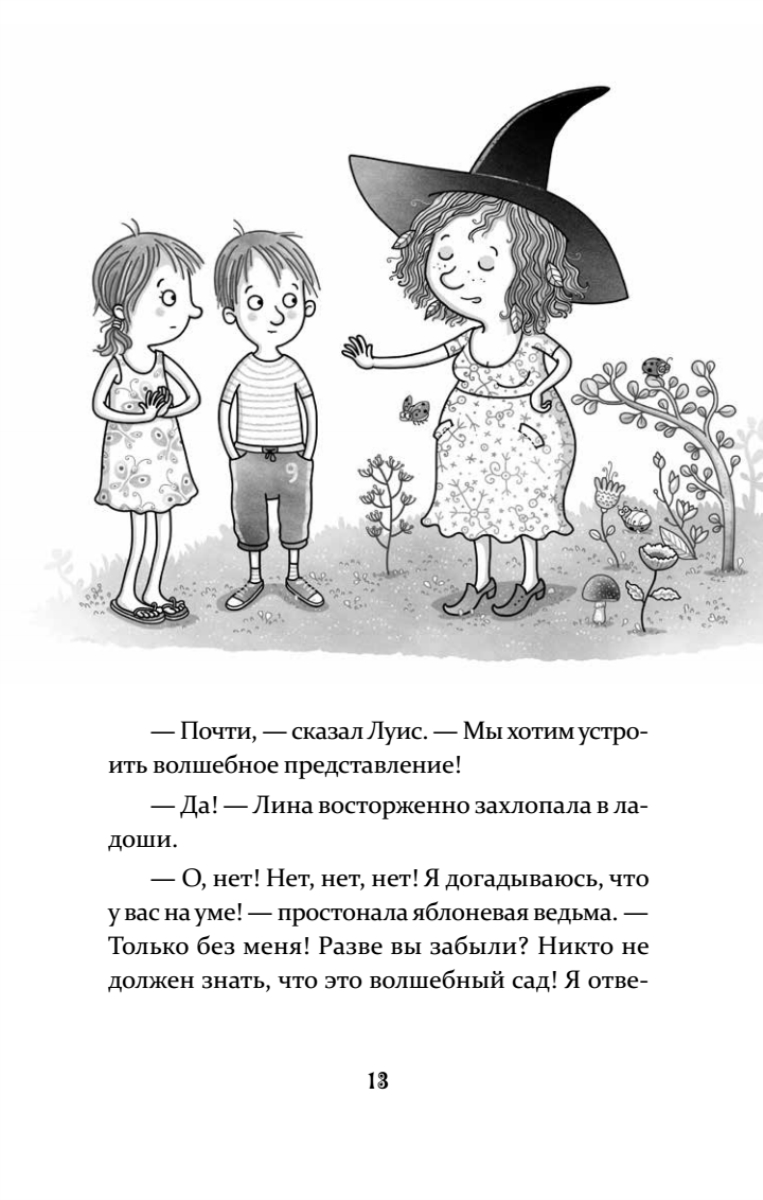 9
— Почти, — сказал Луис. — Мы хотим устро-
ить волшебное представление!
— Да! — Лина восторженно захлопала в ла-
доши.
— О, нет! Нет, нет, нет! Я догадываюсь, что
у вас на уме! — простонала яблоневая ведьма. —
Только без меня! Разве вы забыли? Никто не
должен знать, что это волшебный сад! Я отве-
13